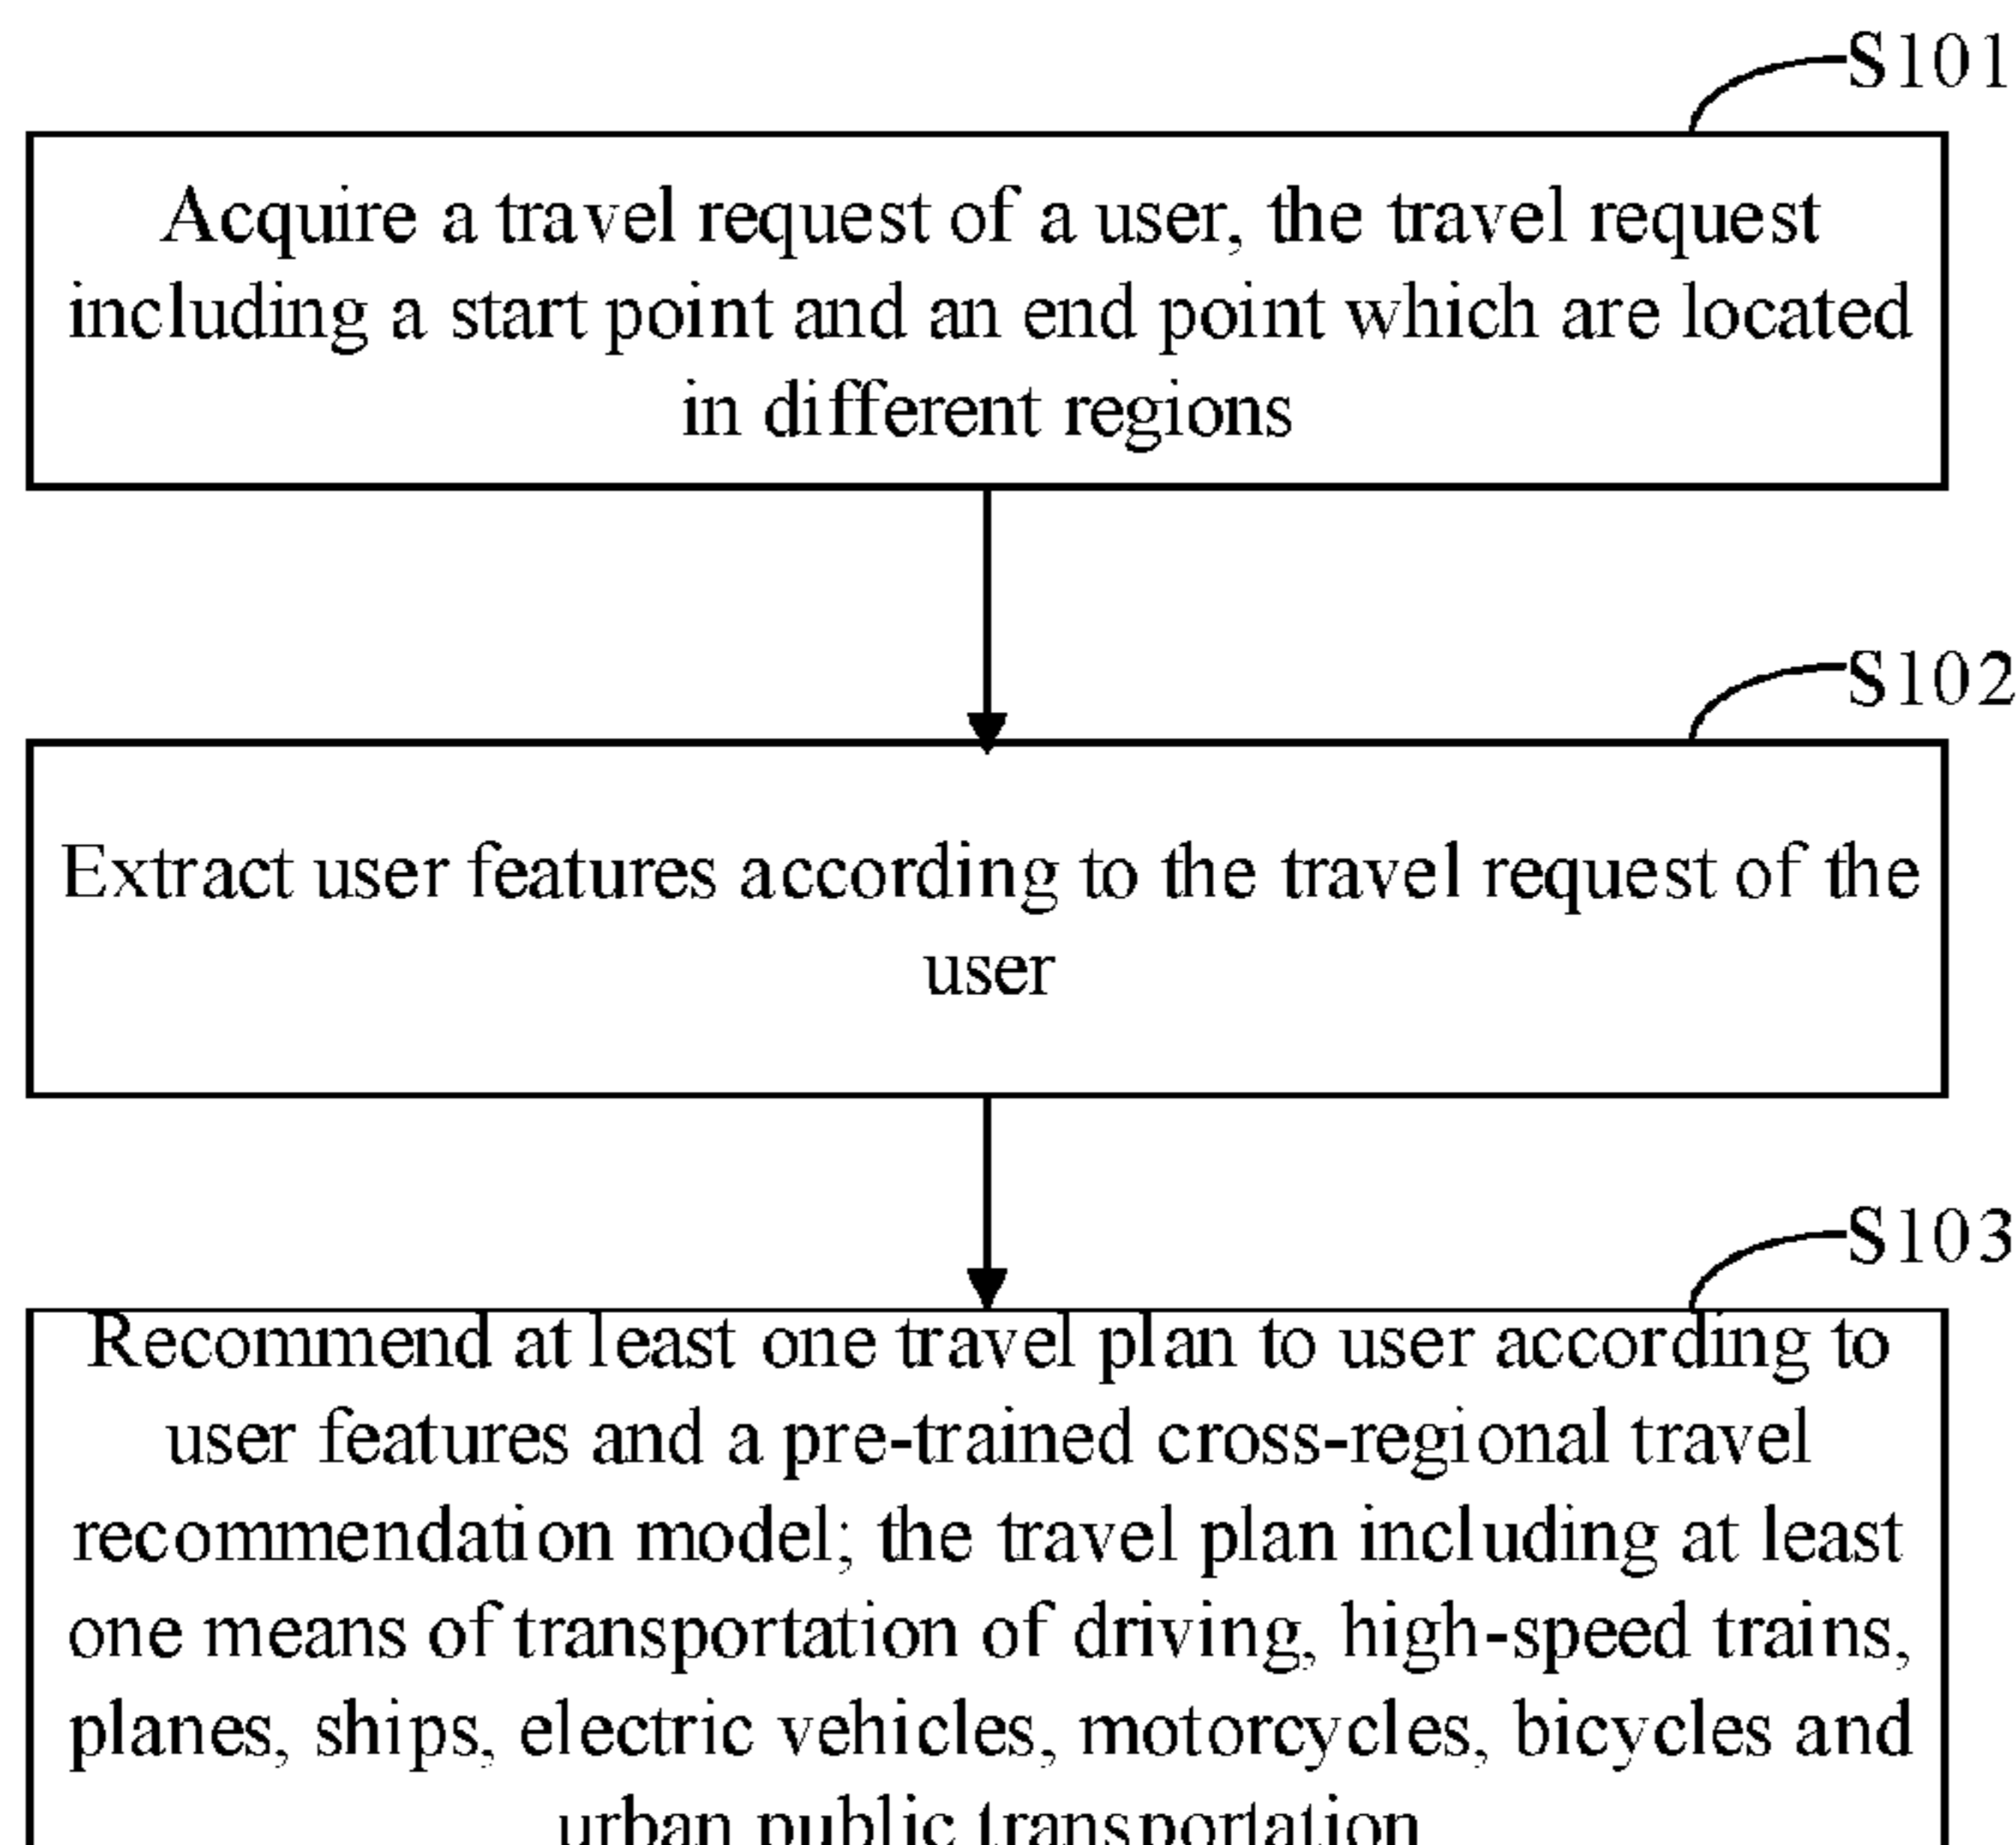 S101
Acquire a travel request of a user, the travel request
including a start point and an end point which are located
in different regions
S102
Extract user features according to the travel request of the
user
S103
Recommend at least one travel plan to user according to
user features and a pre-trained cross-regional travel
recommendation model; the travel plan including at least
one means of transportation of driving, high-speed trains,
planes, ships, electric vehicles, motorcycles, bicycles and
urban public transportation